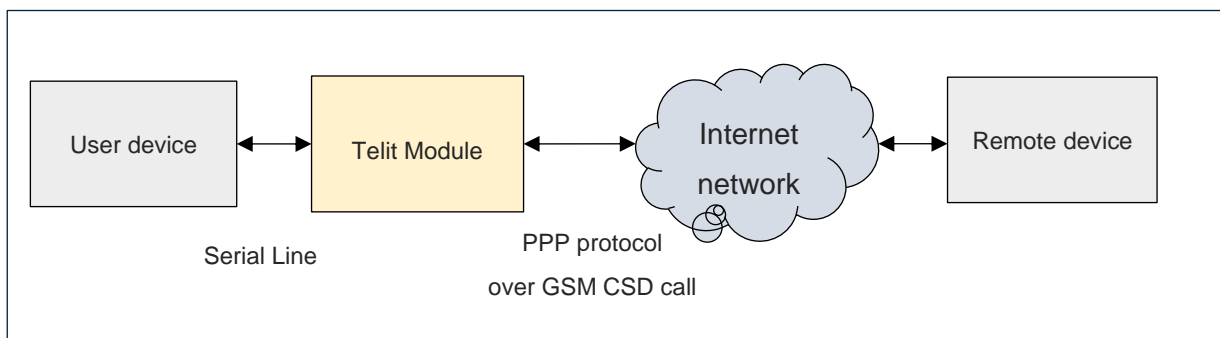 User device
Telit Module
Internet
network
Remote device
Serial Line
PPP protocol
over GSM CSD call